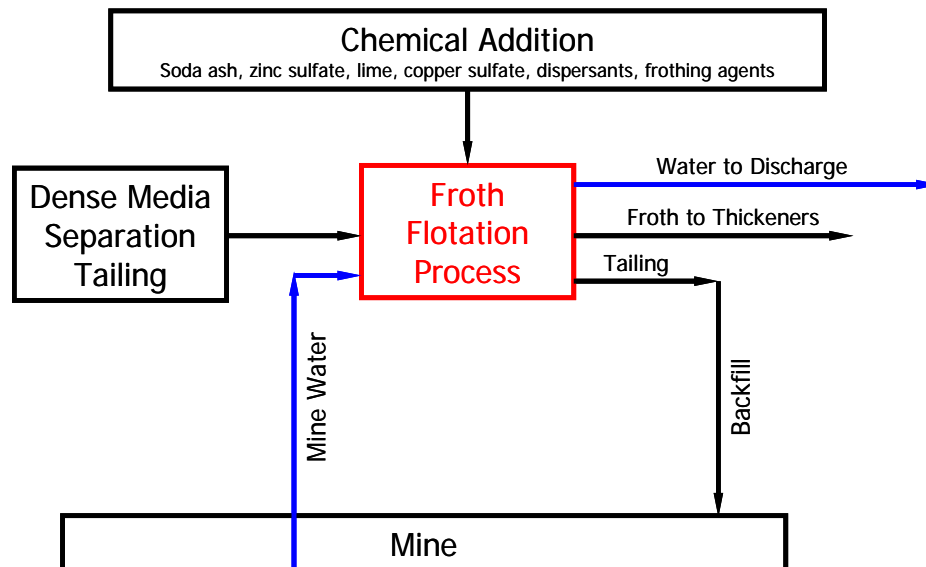 Chemical Addition
Soda ash, zinc sulfate, lime, copper sulfate, dispersants, frothing agents
Dense Media
Separation
Tailing
Froth
Flotation
Process
Water to Discharge
Froth to Thickeners
Tailing
Mine Water
Backfill
Mine